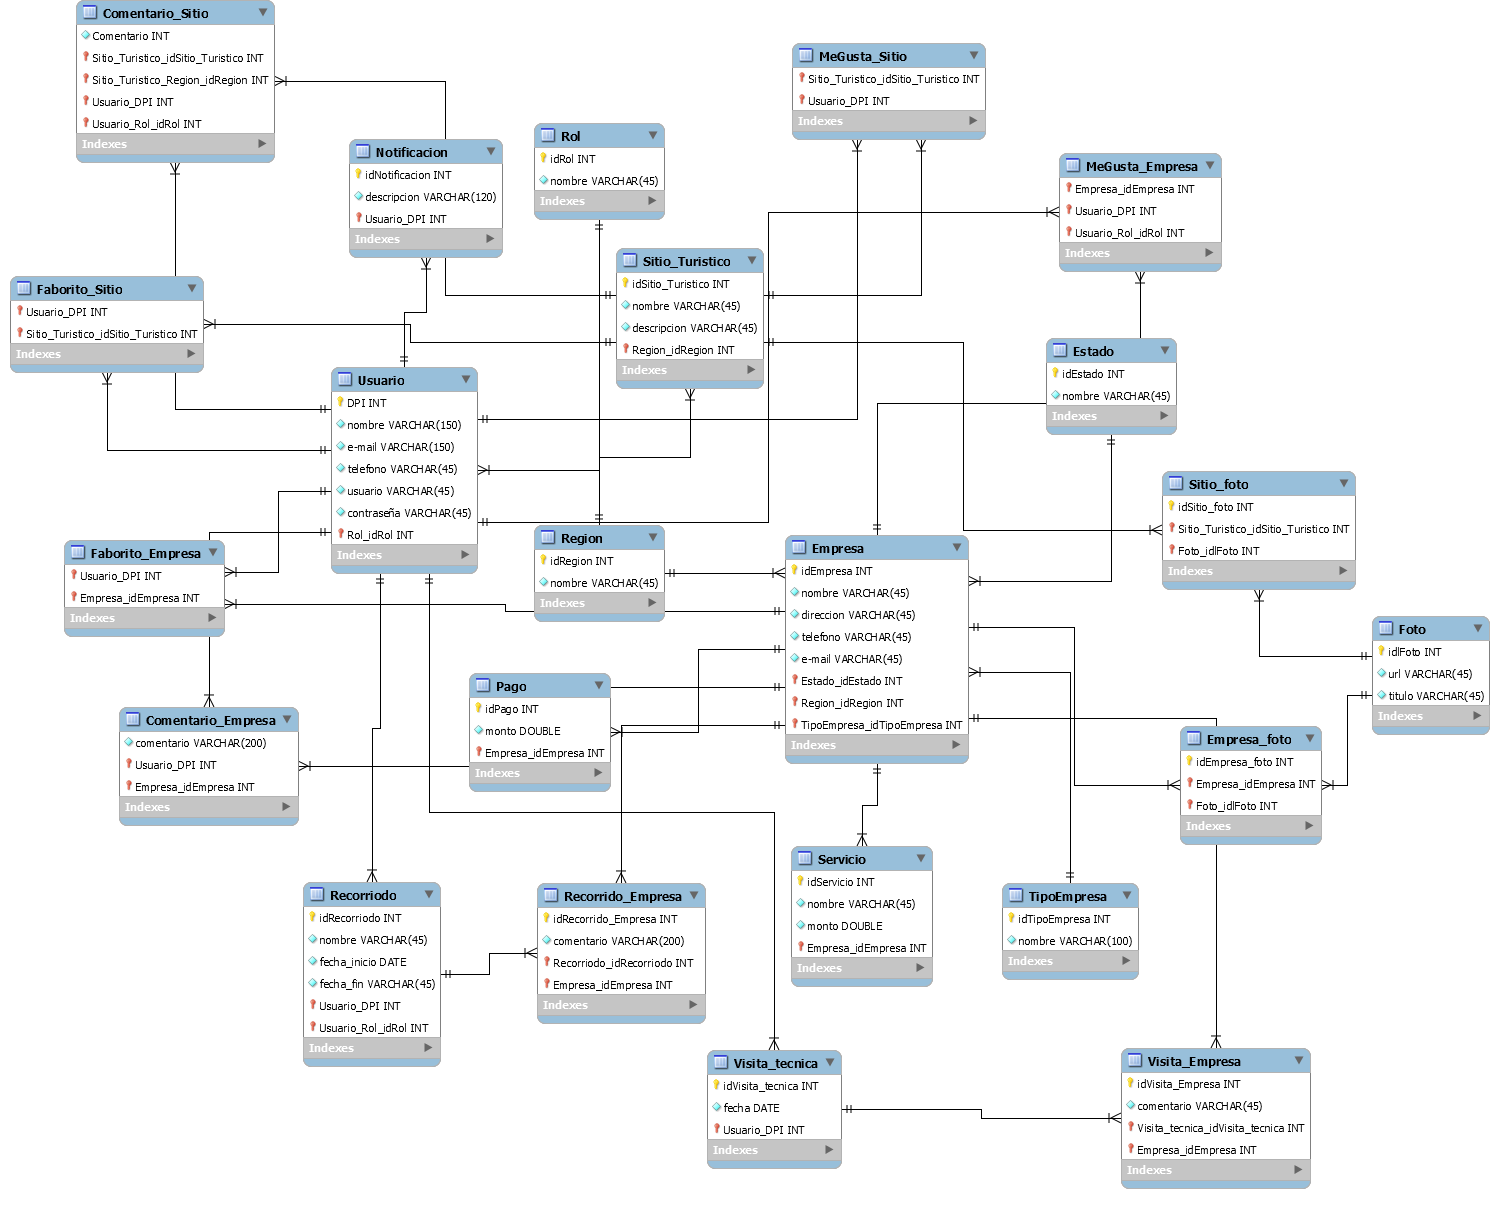 Comentario_Sitio
Comentario INT
Sitio_Turistico_idSitio_Turistico INT
Sitio_Turistico_Region_idRegion INT
Usuario_DPI INT
Usuario_Rol_idRol INT
Indexes
Notificacion
idNotificacion INT
descripcion VARCHAR(120)
Usuario_DPI INT
Indexes
Rol
idRol INT
nombre VARCHAR(45)
Indexes
MeGusta_Sitio
Sitio_Turistico_idSitio_Turistico INT
Usuario_DPI INT
Indexes
MeGusta_Empresa
Empresa_idEmpresa INT
Usuario_DPI INT
Usuario_Rol_idRol INT
Indexes
Faborito_Sitio
Usuario_DPI INT
Sitio_Turistico_idSitio_Turistico INT
Indexes
Sitio_Turistico
idSitio_Turistico INT
nombre VARCHAR(45)
descripcion VARCHAR(45)
Region_idRegion INT
Indexes
Usuario
DPI INT
nombre VARCHAR(150)
e-mail VARCHAR(150)
telefono VARCHAR(45)
usuario VARCHAR(45)
contraseña VARCHAR(45)
Rol_idRol INT
Indexes
Estado
idEstado INT
nombre VARCHAR(45)
Indexes
Sitio_foto
idSitio_foto INT
Sitio_Turistico_idSitio_Turistico INT
Foto_idlFoto INT
Indexes
Faborito_Empresa
Usuario_DPI INT
Empresa_idEmpresa INT
Indexes
Region
idRegion INT
nombre VARCHAR(45)
Indexes
Empresa
idEmpresa INT
nombre VARCHAR(45)
direccion VARCHAR(45)
telefono VARCHAR(45)
e-mail VARCHAR(45)
Estado_idEstado INT
Region_idRegion INT
TipoEmpresa_idTipoEmpresa INT
Indexes
Foto
idlFoto INT
url VARCHAR(45)
titulo VARCHAR(45)
Indexes
Comentario_Empresa
comentario VARCHAR(200)
Usuario_DPI INT
Empresa_idEmpresa INT
Indexes
Pago
idPago INT
monto DOUBLE
Empresa_idEmpresa INT
Indexes
Empresa_foto
idEmpresa_foto INT
Empresa_idEmpresa INT
Foto_idlFoto INT
Indexes
Recorriodo
idRecorriodo INT
nombre VARCHAR(45)
fecha_inicio DATE
fecha_fin VARCHAR(45)
Usuario_DPI INT
Usuario_Rol_idRol INT
Indexes
Recorrido_Empresa
idRecorrido_Empresa INT
comentario VARCHAR(200)
Recorriodo_idRecorriodo INT
Empresa_idEmpresa INT
Indexes
Servicio
idServicio INT
nombre VARCHAR(45)
monto DOUBLE
Empresa_idEmpresa INT
Indexes
TipoEmpresa
idTipoEmpresa INT
nombre VARCHAR(100)
Indexes
Visita_tecnica
idVisita_tecnica INT
fecha DATE
Usuario_DPI INT
Indexes
Visita_Empresa
idVisita_Empresa INT
comentario VARCHAR(45)
Visita_tecnica_idVisita_tecnica INT
Empresa_idEmpresa INT
Indexes